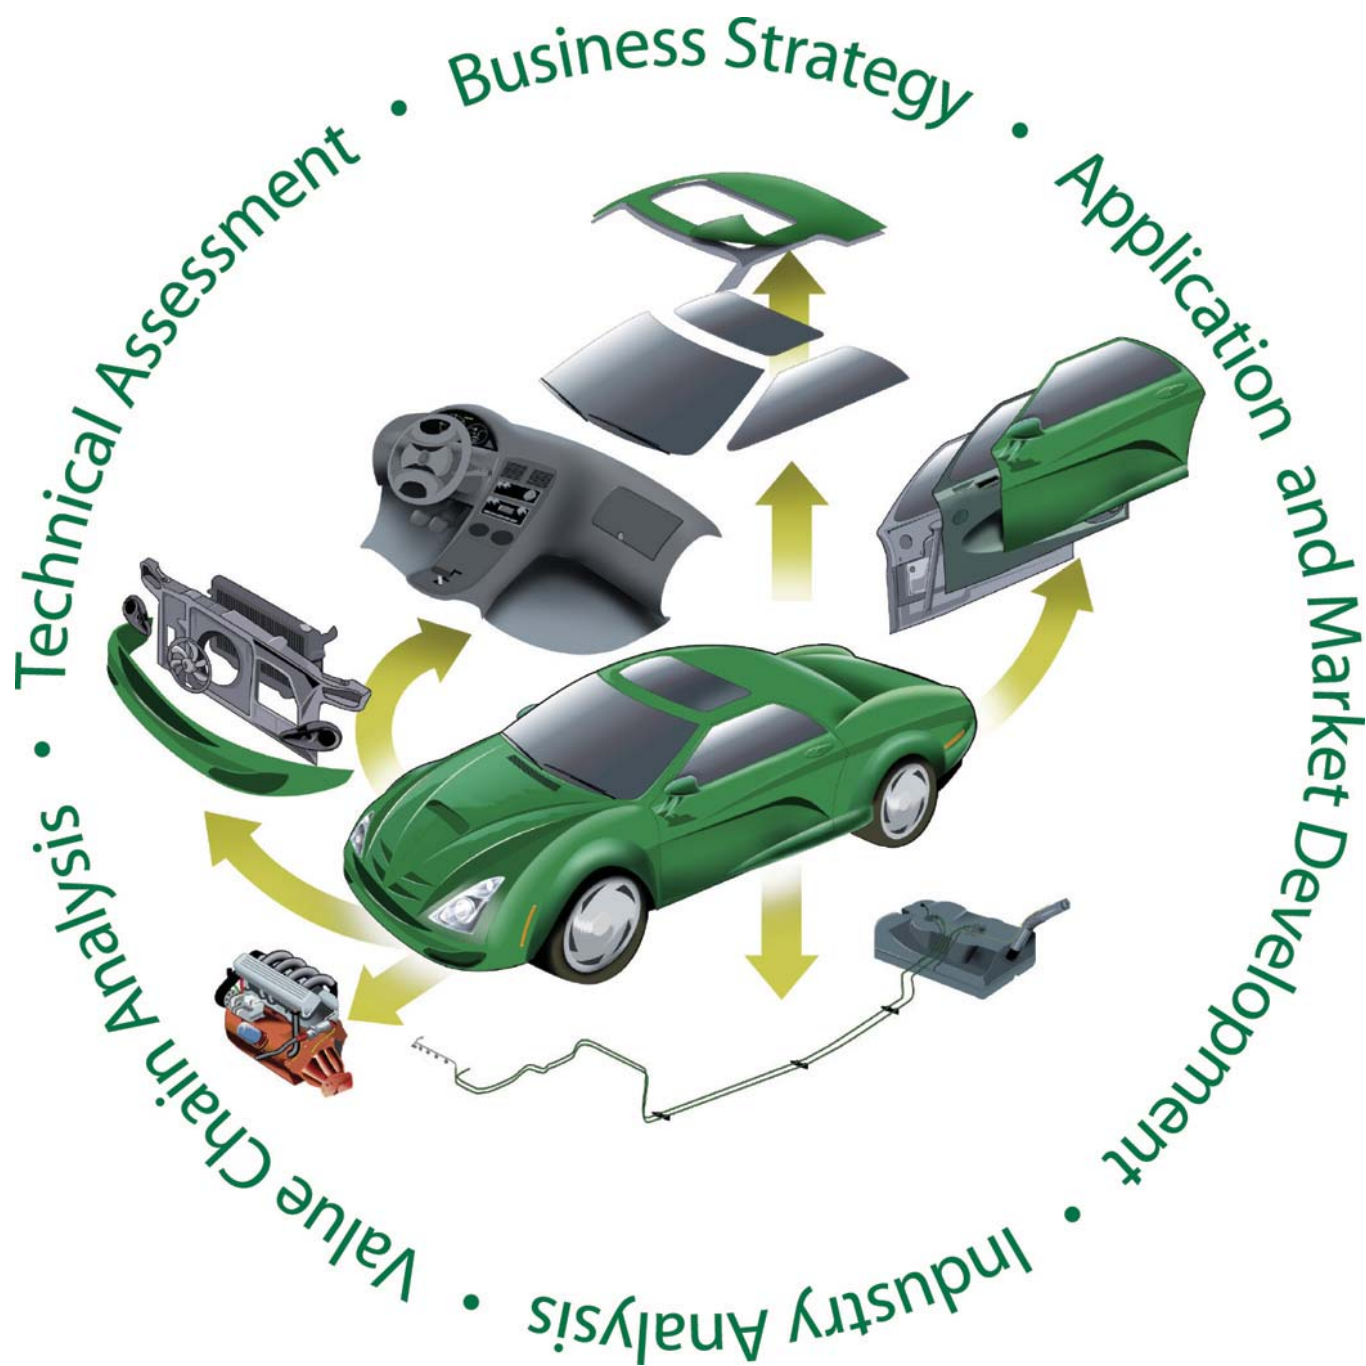 Business Strategy • Application and Market Development • Industry Analysis • Value Chain Analysis • Technical Assessment •